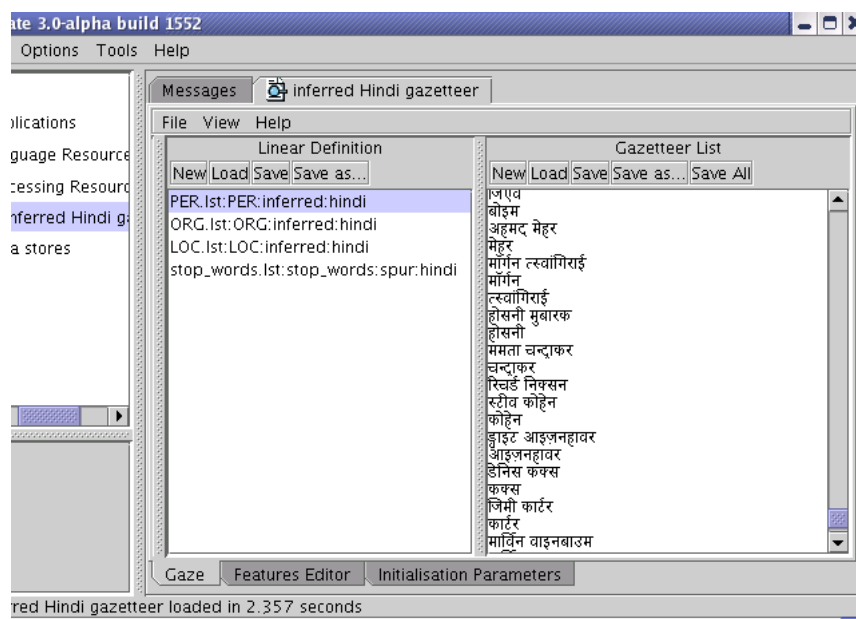 ate 3.0-alpha build 1552
Options Tools Help
Messages
inferred Hindi gazetteer
plications
guage Resource
cessing Resourc
nferred Hindi ga
a stores
File View Help
Linear Definition
New Load Save Save as...
PER.lst:PER:inferred:hindi
ORG.lst:ORG:inferred:hindi
LOC.lst:LOC:inferred:hindi
stop_words.lst:stop_words:spur:hindi
Gazetteer List
New Load Save Save as... Save All
बोइम
अहमद मेहर
मेहर
मॉर्गन त्स्वांगिराई
मॉर्गन
त्स्वांगिराई
होसनी मुबारक
होसनी
ममता चन्द्राकर
चन्द्राकर
रिचर्ड निक्सन
स्टीव कोहेन
कोहेन
ड्वाइट आइज़नहावर
आइज़नहावर
डेनिस कक्स
कक्स
जिमी कार्टर
कार्टर
मार्विन वाइनबाउम
Gaze Features Editor Initialisation Parameters
rred Hindi gazetteer loaded in 2.357 seconds